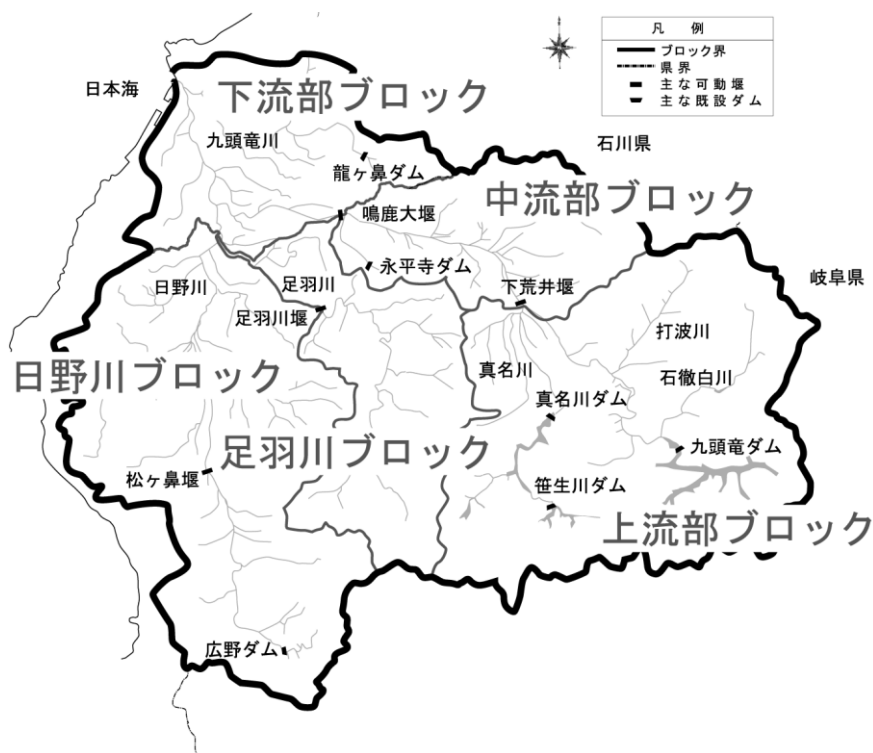 凡 例
ブロック界
県界
主な可動堰
主な既設ダム
日本海
下流部ブロック
九頭竜川
龍ヶ鼻ダム
石川県
中流部ブロック
鳴鹿大堰
永平寺ダム
日野川
足羽川
足羽川堰
下荒井堰
岐阜県
打波川
石徹白川
真名川
真名川ダム
日野川ブロック
足羽川ブロック
九頭竜ダム
松ヶ鼻堰
笹生川ダム
上流部ブロック
広野ダム